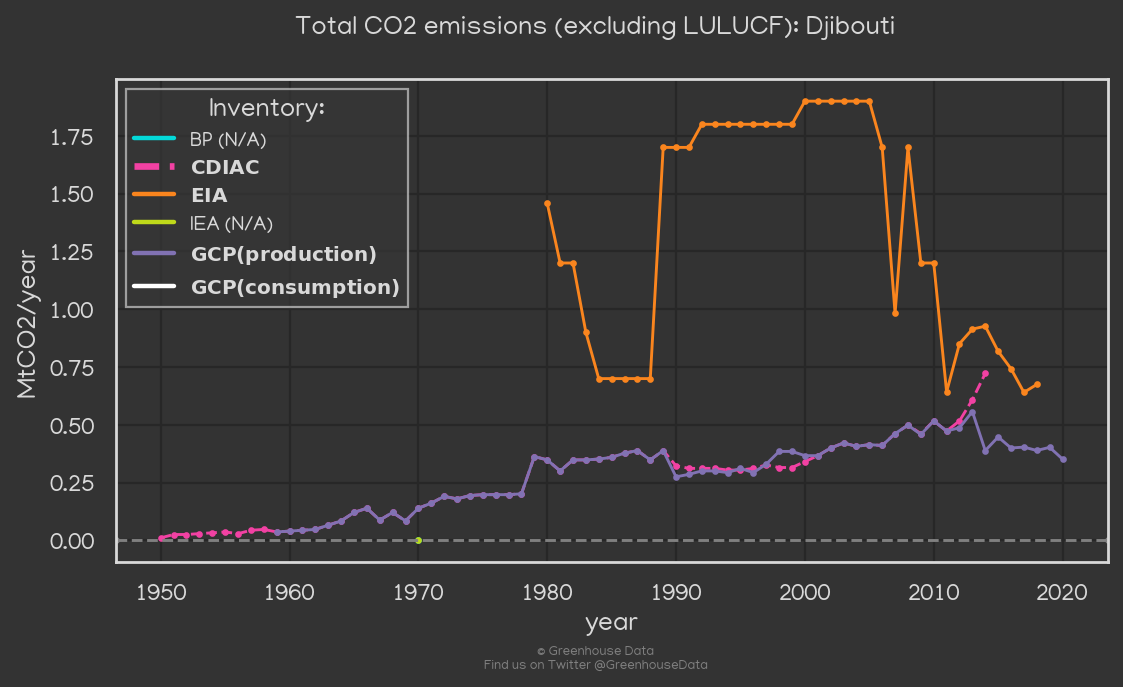 Total CO2 emissions (excluding LULUCF): Djibouti
Inventory:
BP (N/A)
CDIAC
EIA
IEA (N/A)
GCP(production)
GCP(consumption)
MtCO2/year
1.75
1.50
1.25
1.00
0.75
0.50
0.25
0.00
1950 1960 1970 1980 1990 2000 2010 2020
year
© Greenhouse Data
Find us on Twitter @GreenhouseData